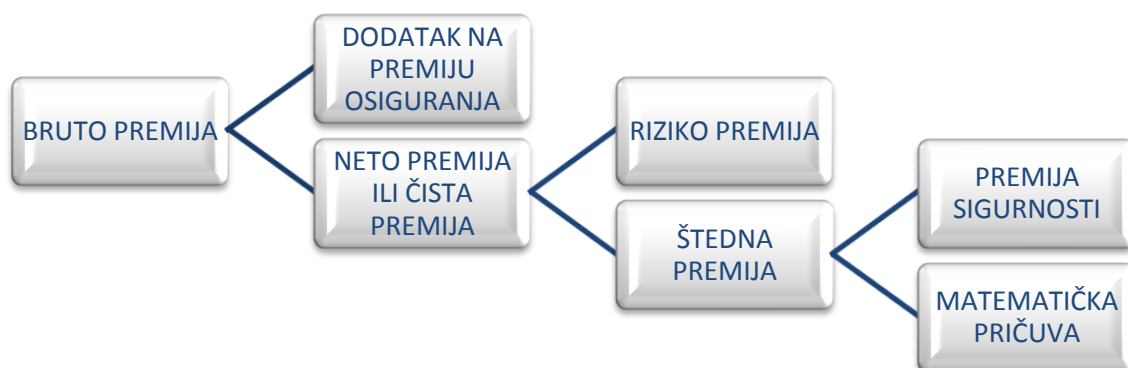 BRUTO PREMIJA
DODATAK NA
PREMIJU
OSIGURANJA
NETO PREMIJA
ILI ČISTA
PREMIJA
RIZIKO PREMIJA
ŠTEDNA
PREMIJA
PREMIJA
SIGURNOSTI
MATEMATIČKA
PRIČUVA